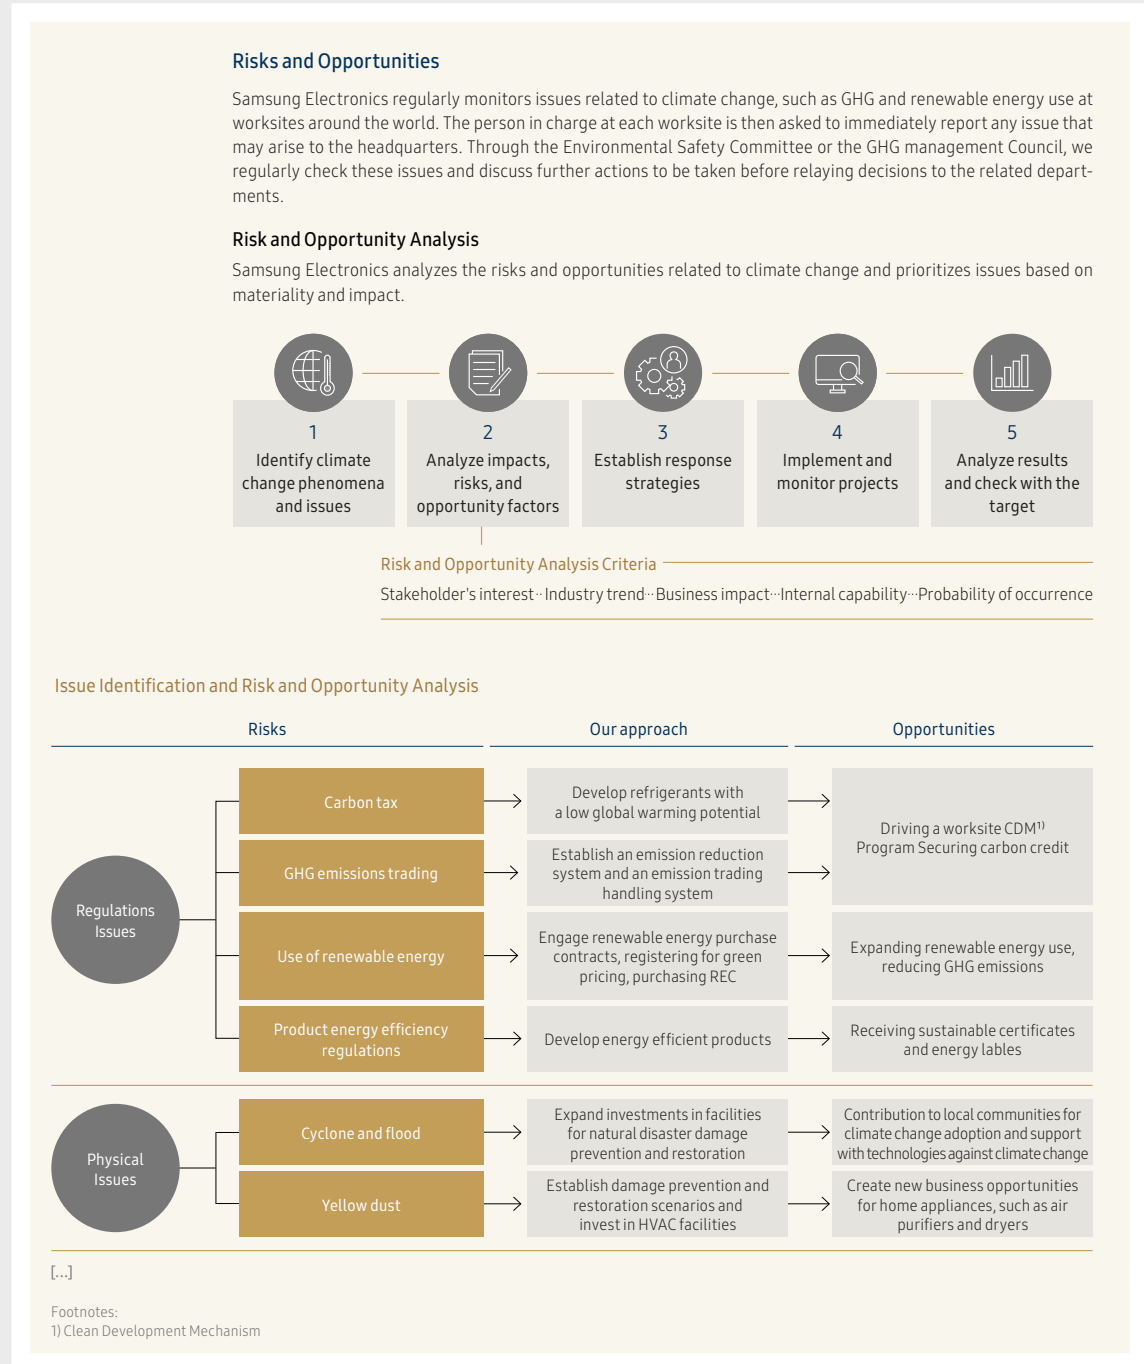 Risks and Opportunities
Samsung Electronics regularly monitors issues related to climate change, such as GHG and renewable energy use at
worksites around the world. The person in charge at each worksite is then asked to immediately report any issue that
may arise to the headquarters. Through the Environmental Safety Committee or the GHG management Council, we
regularly check these issues and discuss further actions to be taken before relaying decisions to the related depart-
ments.
Risk and Opportunity Analysis
Samsung Electronics analyzes the risks and opportunities related to climate change and prioritizes issues based on
materiality and impact.
1
Identify climate
change phenomena
and issues
2
Analyze impacts,
risks, and
opportunity factors
3
Establish response
strategies
4
Implement and
monitor projects
5
Analyze results
and check with the
target
Risk and Opportunity Analysis Criteria
Stakeholder's interest··Industry trend···Business impact···Internal capability···Probability of occurrence
Issue Identification and Risk and Opportunity Analysis
Risks
Our approach
Opportunities
Regulations
Issues
Carbon tax
Develop refrigerants with
a low global warming potential
Driving a worksite CDM¹⁾
Program Securing carbon credit
GHG emissions trading
Establish an emission reduction
system and an emission trading
handling system
Use of renewable energy
Engage renewable energy purchase
contracts, registering for green
pricing, purchasing REC
Expanding renewable energy use,
reducing GHG emissions
Product energy efficiency
regulations
Develop energy efficient products
Receiving sustainable certificates
and energy lables
Physical
Issues
Cyclone and flood
Expand investments in facilities
for natural disaster damage
prevention and restoration
Contribution to local communities for
climate change adoption and support
with technologies against climate change
Yellow dust
Establish damage prevention and
restoration scenarios and
invest in HVAC facilities
Create new business opportunities
for home appliances, such as air
purifiers and dryers
[...]
Footnotes:
1) Clean Development Mechanism